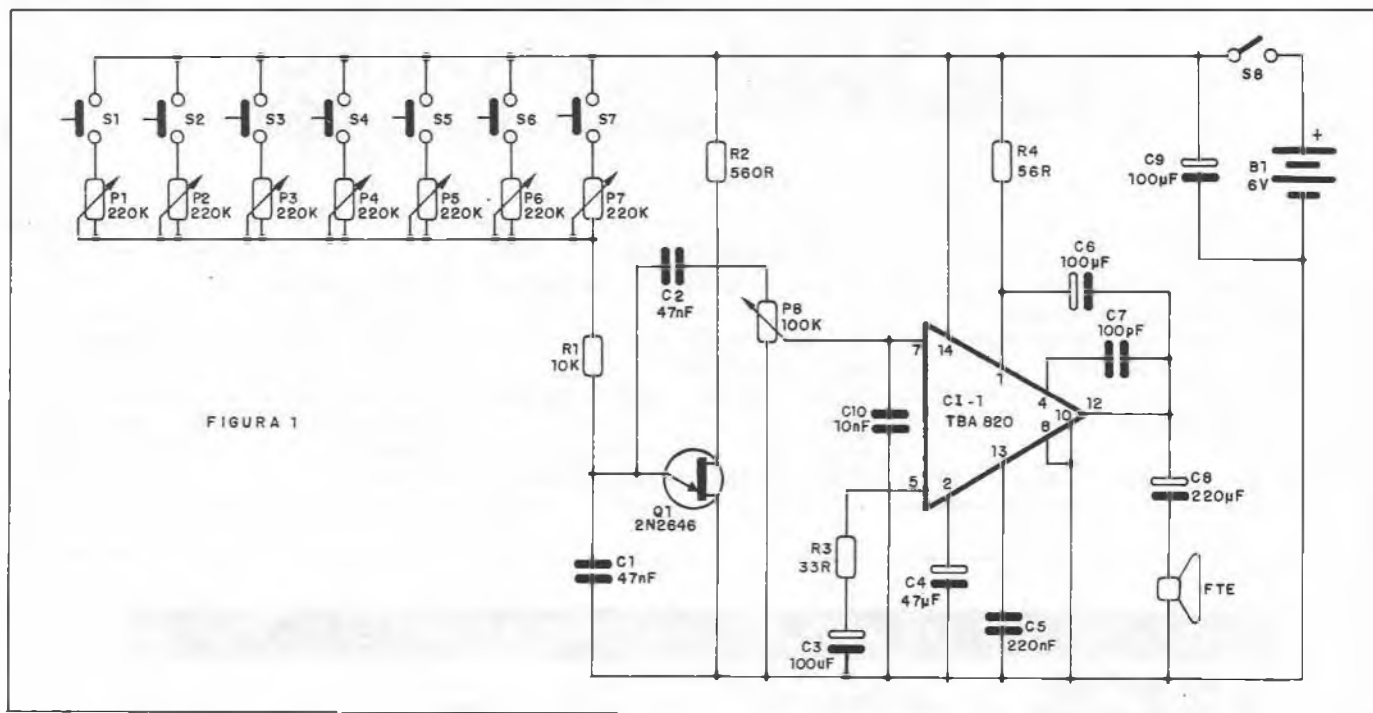 S1
S2
S3
S4
S5
S6
S7
S8
P1
220K
P2
220K
P3
220K
P4
220K
P5
220K
P6
220K
P7
220K
R2
560R
R4
56R
C9
100µF
+
B1
6V
C6
100µF
C2
47nF
P8
100K
C7
100pF
R1
10K
7
14
1
4
12
10
8
CI-1
TBA 820
C10
10nF
13
5
2
FIGURA 1
Q1
2N2646
C8
220µF
R3
33R
C1
47nF
C4
47µF
FTE
C5
220nF
C3
100uF